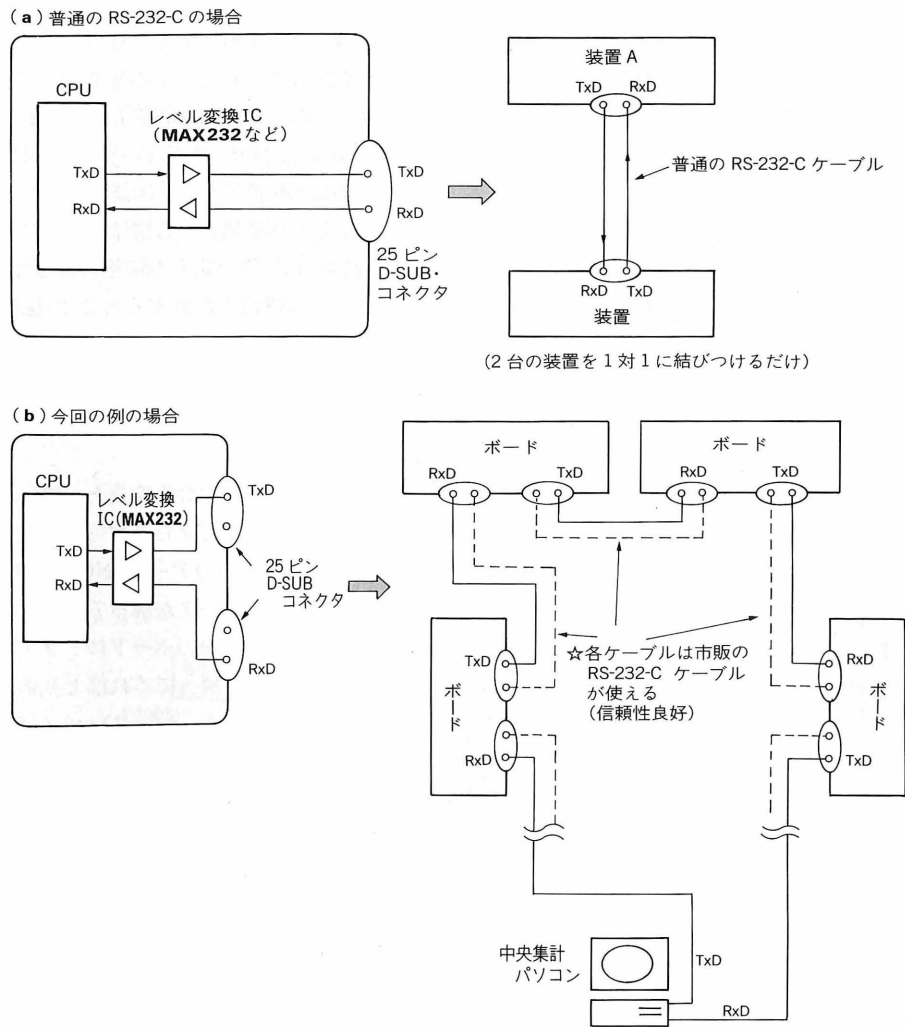 (a)普通の RS-232-C の場合
CPU
TxD
RxD
レベル変換 IC
(MAX232など)
TxD
RxD
25 ピン
D-SUB・
コネクタ
装置 A
TxD
RxD
普通の RS-232-C ケーブル
RxD
TxD
装置
(2 台の装置を 1 対 1 に結びつけるだけ)
(b)今回の例の場合
CPU
TxD
RxD
レベル変換
IC(MAX232)
TxD
25 ピン
D-SUB
コネクタ
RxD
ボード
RxD
TxD
ボード
RxD
TxD
TxD
ボード
RxD
☆各ケーブルは市販の
RS-232-C ケーブル
が使える
(信頼性良好)
RxD
ボード
TxD
中央集計
パソコン
TxD
RxD